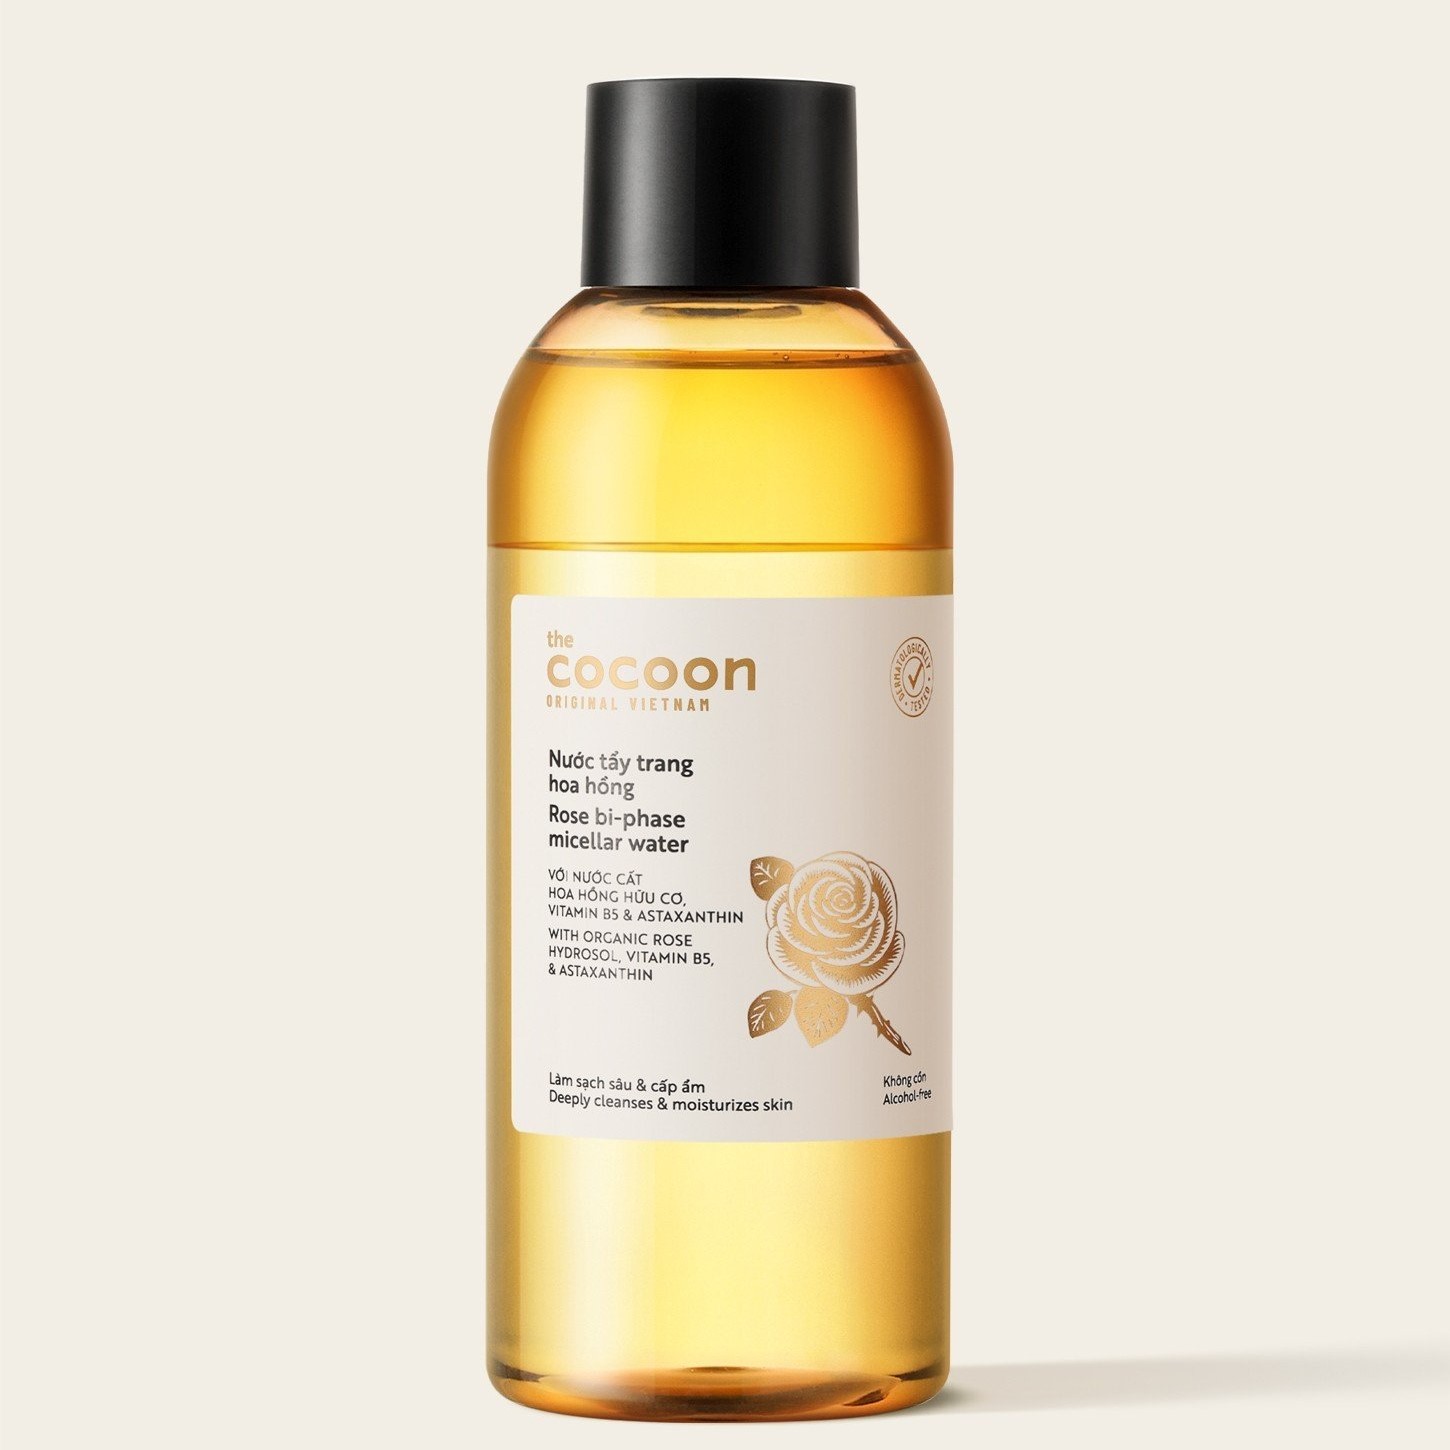 the
cocoon
ORIGINAL VIETNAM
DERMATOLOGICALLY
• TESTED •
Nước tẩy trang
hoa hồng
Rose bi-phase
micellar water
VỚI NƯỚC CẤT
HOA HỒNG HỮU CƠ,
VITAMIN B5 & ASTAXANTHIN
WITH ORGANIC ROSE
HYDROSOL, VITAMIN B5,
& ASTAXANTHIN
Làm sạch sâu & cấp ẩm
Deeply cleanses & moisturizes skin
Không cồn
Alcohol-free